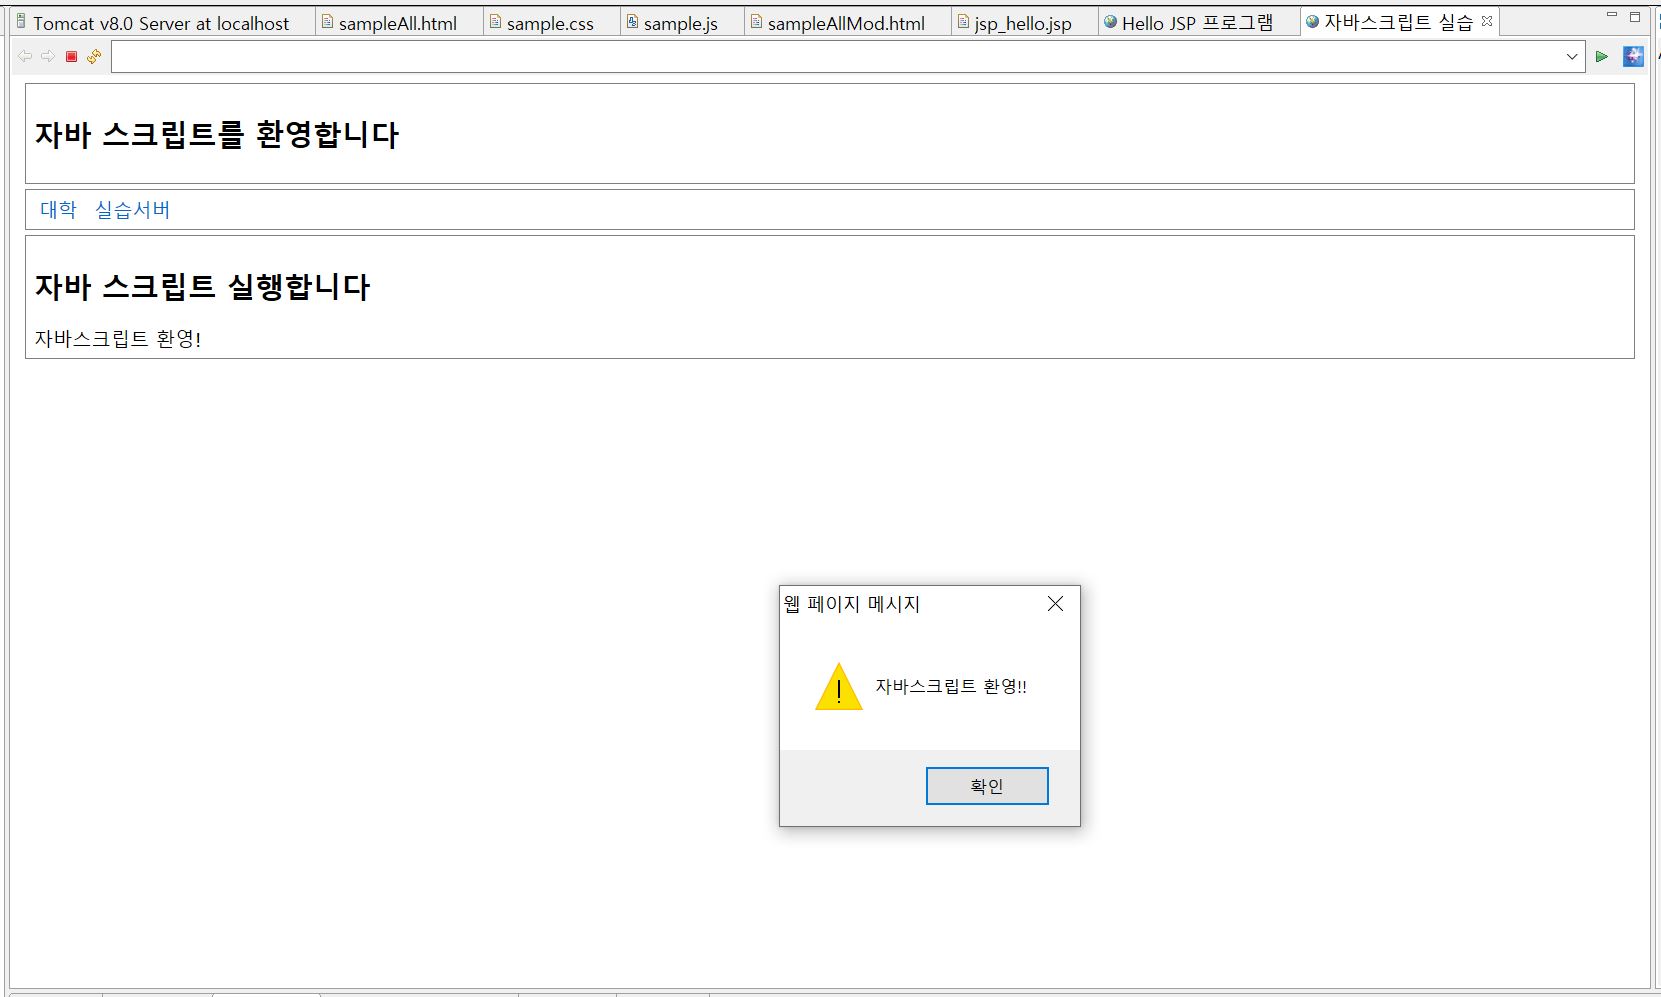 Tomcat v8.0 Server at localhost sampleAll.html sample.css sample.js sampleAllMod.html jsp_hello.jsp Hello JSP 프로그램 자바스크립트 실습
자바 스크립트를 환영합니다
대학 실습서버
자바 스크립트 실행합니다
자바스크립트 환영!
웹 페이지 메시지
자바스크립트 환영!!
확인